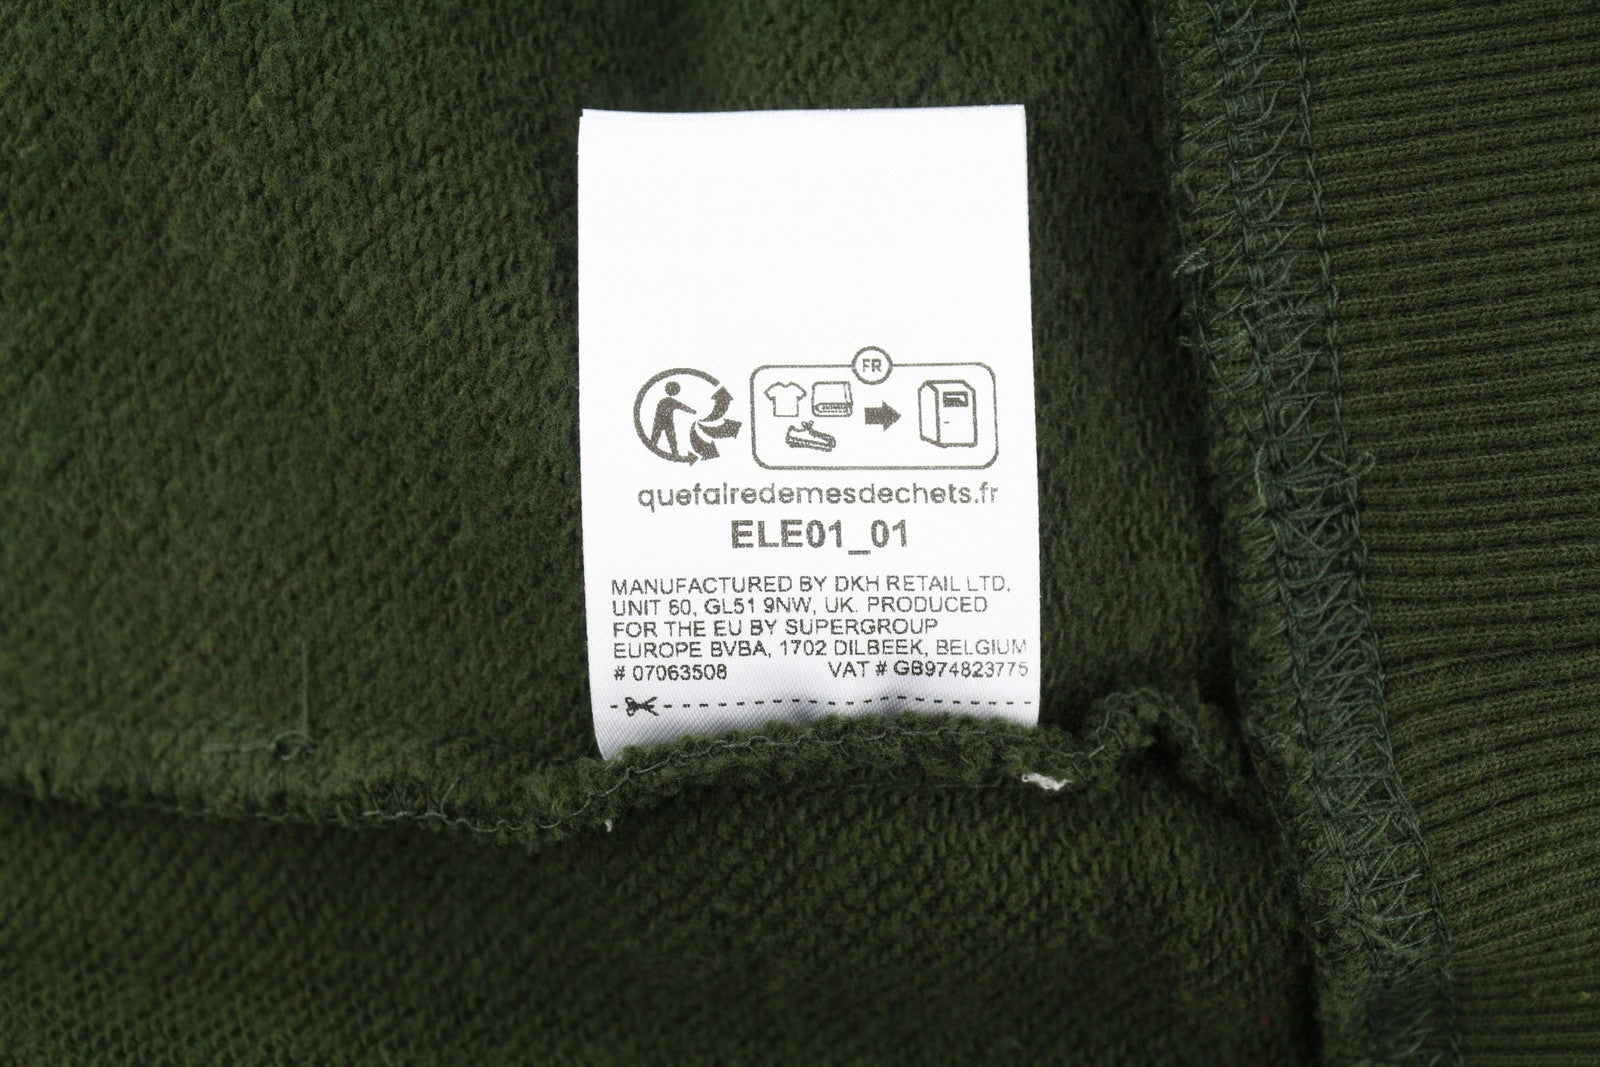 FR
quefairedemesdechets.fr
ELE01_01
MANUFACTURED BY DKH RETAIL LTD,
UNIT 60, GL51 9NW, UK. PRODUCED
FOR THE EU BY SUPERGROUP
EUROPE BVBA, 1702 DILBEEK, BELGIUM
# 07063508 VAT # GB974823775